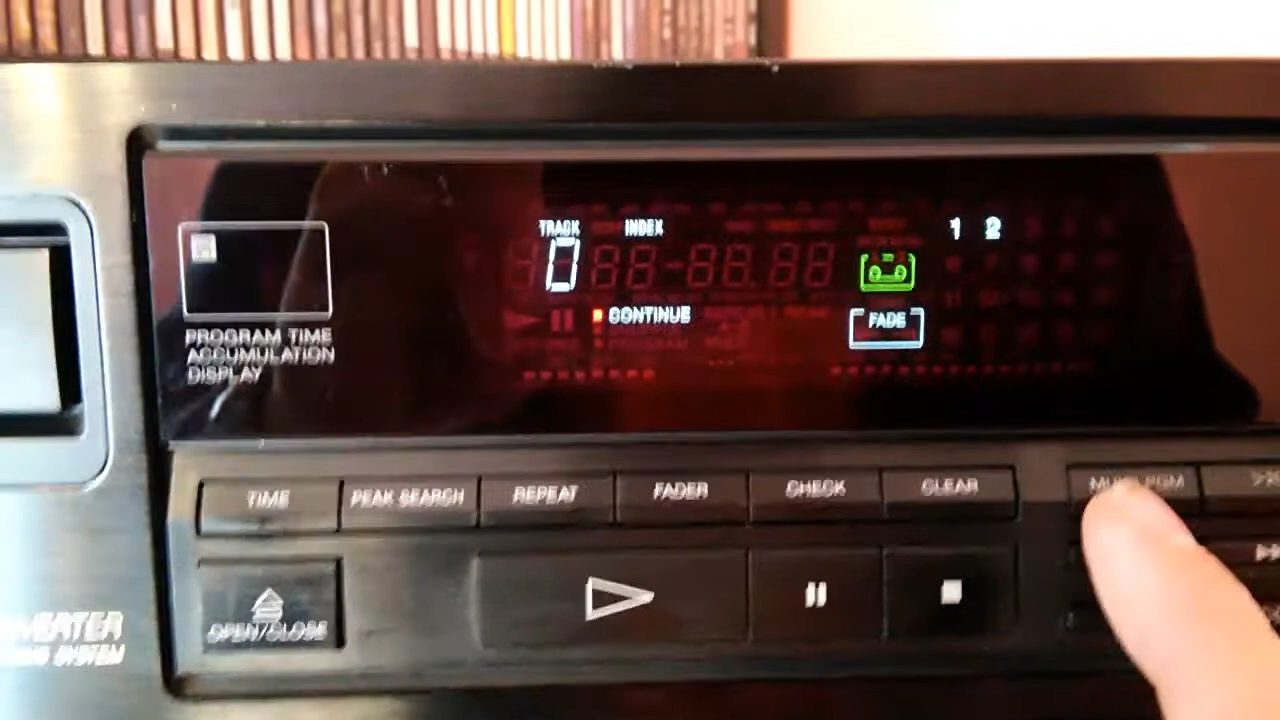 TRACK INDEX 1 2
0
CONTINUE FADE
PROGRAM TIME
ACCUMULATION
DISPLAY
TIME PEAK SEARCH REPEAT FADER CHECK CLEAR
OPEN/CLOSE
SYSTEM